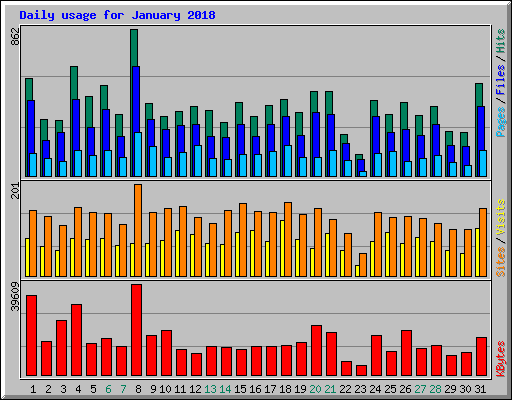 Daily usage for January 2018
862
Pages / Files / Hits
201
Sites / Visits
39609
KBytes
1 2 3 4 5 6 7 8 9 10 11 12 13 14 15 16 17 18 19 20 21 22 23 24 25 26 27 28 29 30 31